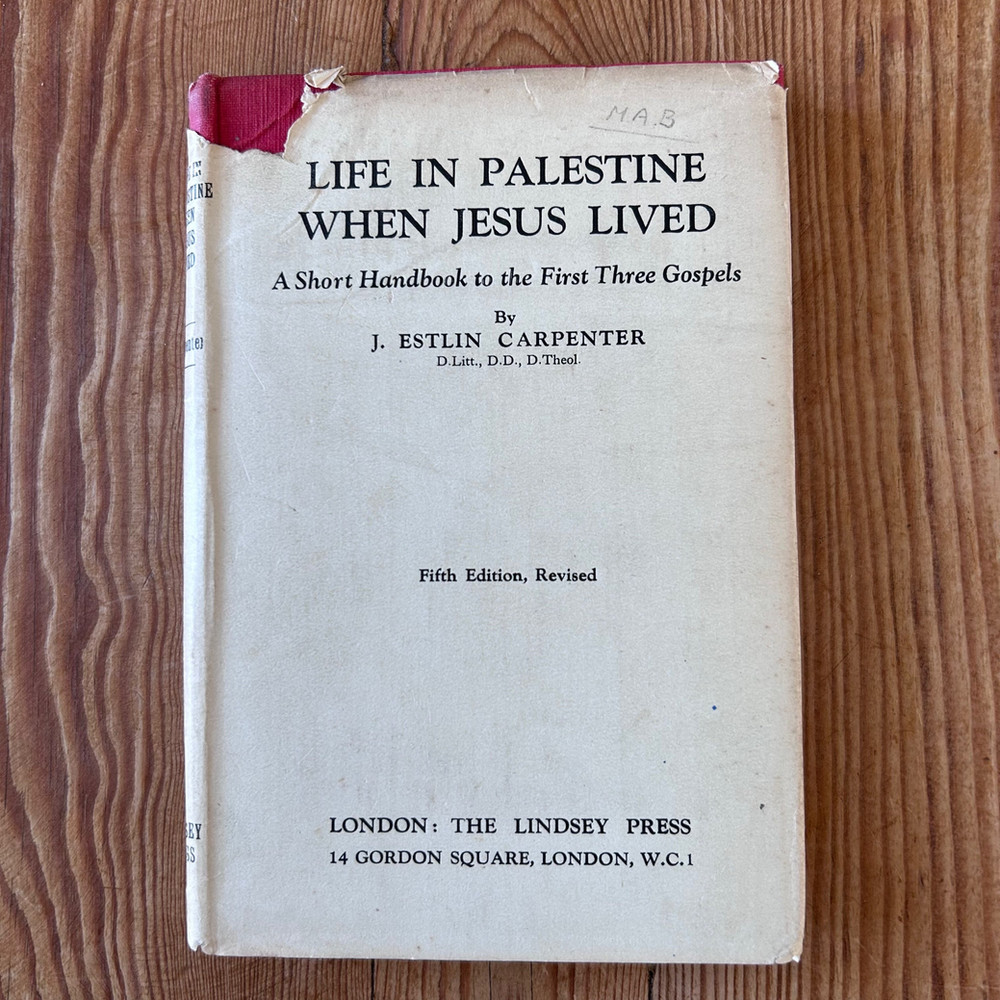 M.A.B
LIFE IN PALESTINE
WHEN JESUS LIVED
A Short Handbook to the First Three Gospels
By
J. ESTLIN CARPENTER
D.Litt., D.D., D.Theol.
Fifth Edition, Revised
LONDON: THE LINDSEY PRESS
14 GORDON SQUARE, LONDON, W.C.1